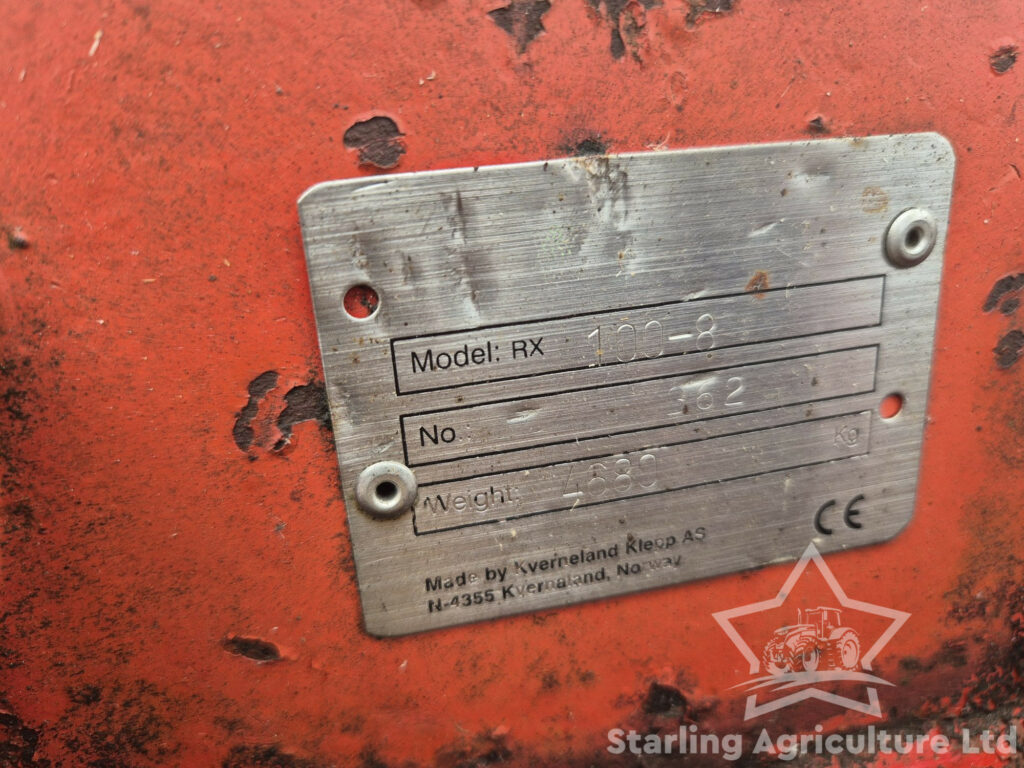 Model: RX 100-8
No.: 362
Weight: 4680 Kg
CE
Made by Kverneland Klepp AS
N-4355 Kvernaland, Norway
Starling Agriculture Ltd